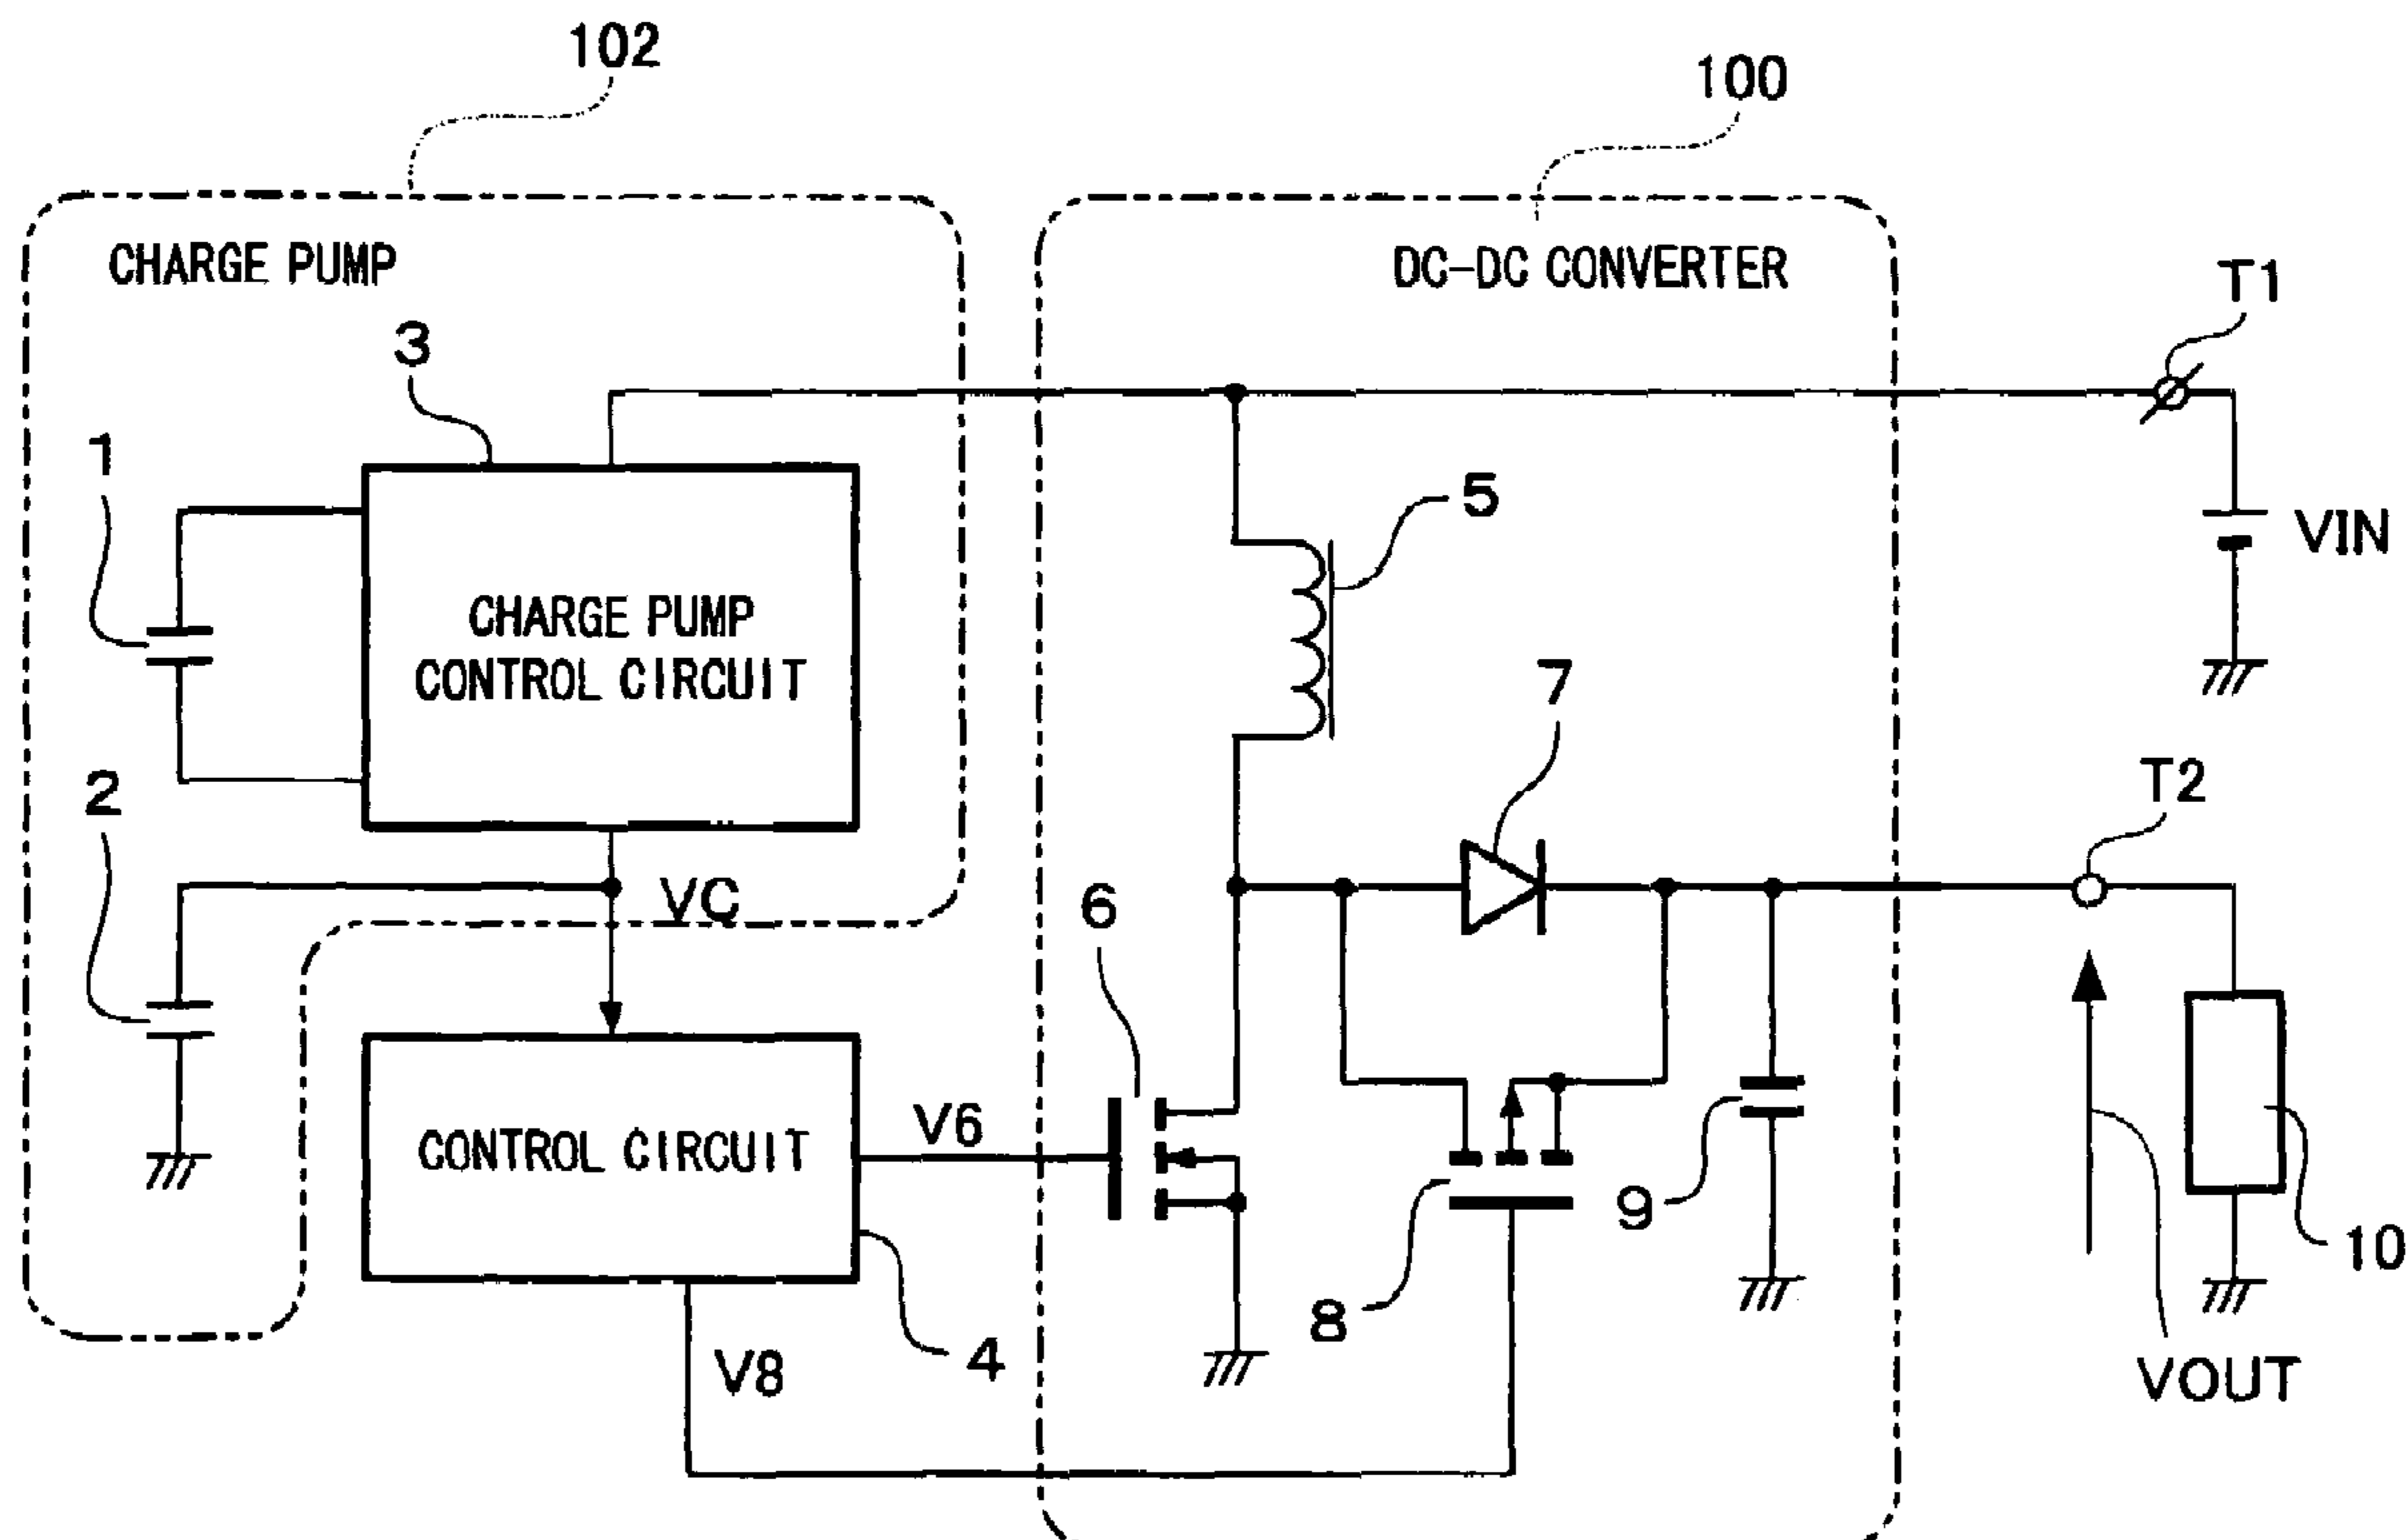 102
100
CHARGE PUMP
DC-DC CONVERTER
T1
3
1
5
VIN
CHARGE PUMP
CONTROL CIRCUIT
7
2
T2
VC
6
V6
CONTROL CIRCUIT
9
10
8
4
V8
VOUT